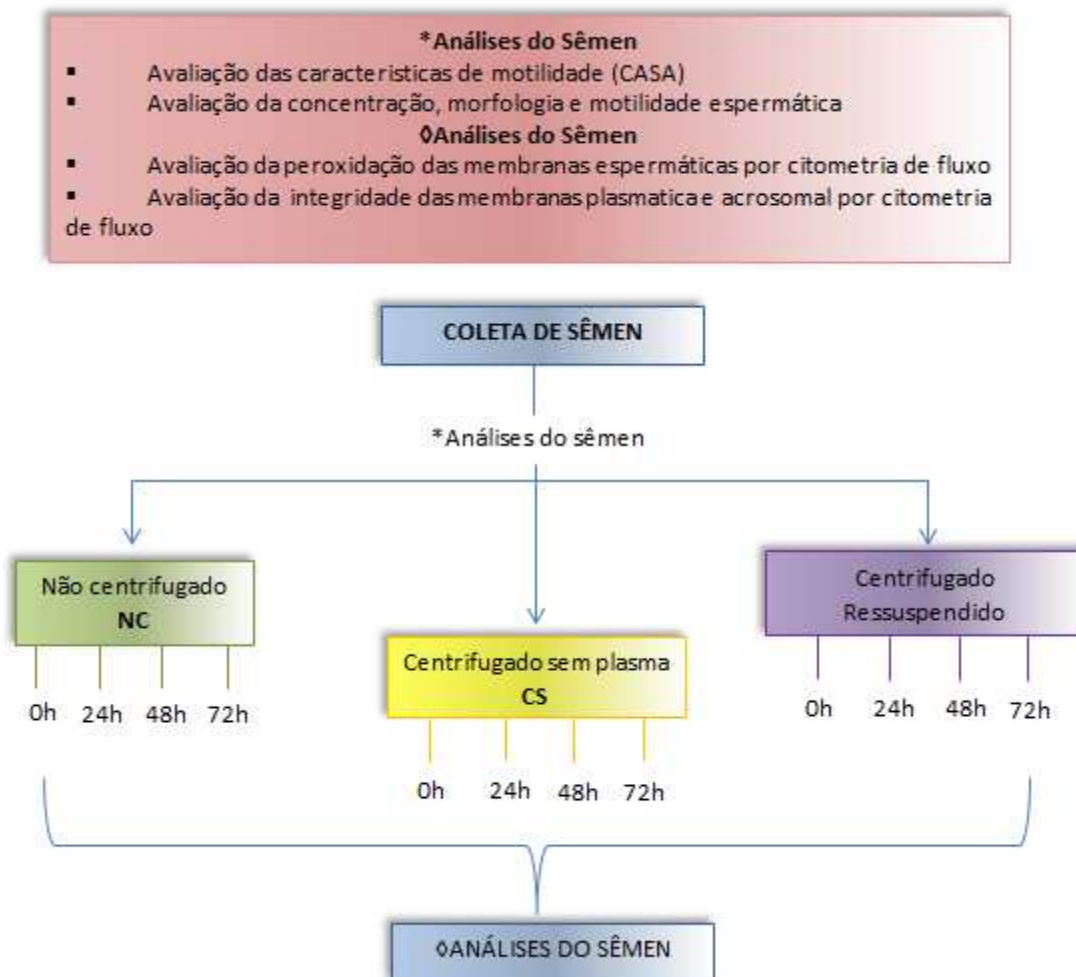 *Análises do Sêmen
▪ Avaliação das caracteristicas de motilidade (CASA)
▪ Avaliação da concentração, morfologia e motilidade espermática
◊Análises do Sêmen
▪ Avaliação da peroxidação das membranas espermáticas por citometria de fluxo
▪ Avaliação da integridade das membranas plasmatica e acrosomal por citometria
de fluxo
COLETA DE SÊMEN
*Análises do sêmen
Não centrifugado
NC
0h 24h 48h 72h
Centrifugado sem plasma
CS
0h 24h 48h 72h
Centrifugado
Ressuspendido
0h 24h 48h 72h
◊ANÁLISES DO SÊMEN